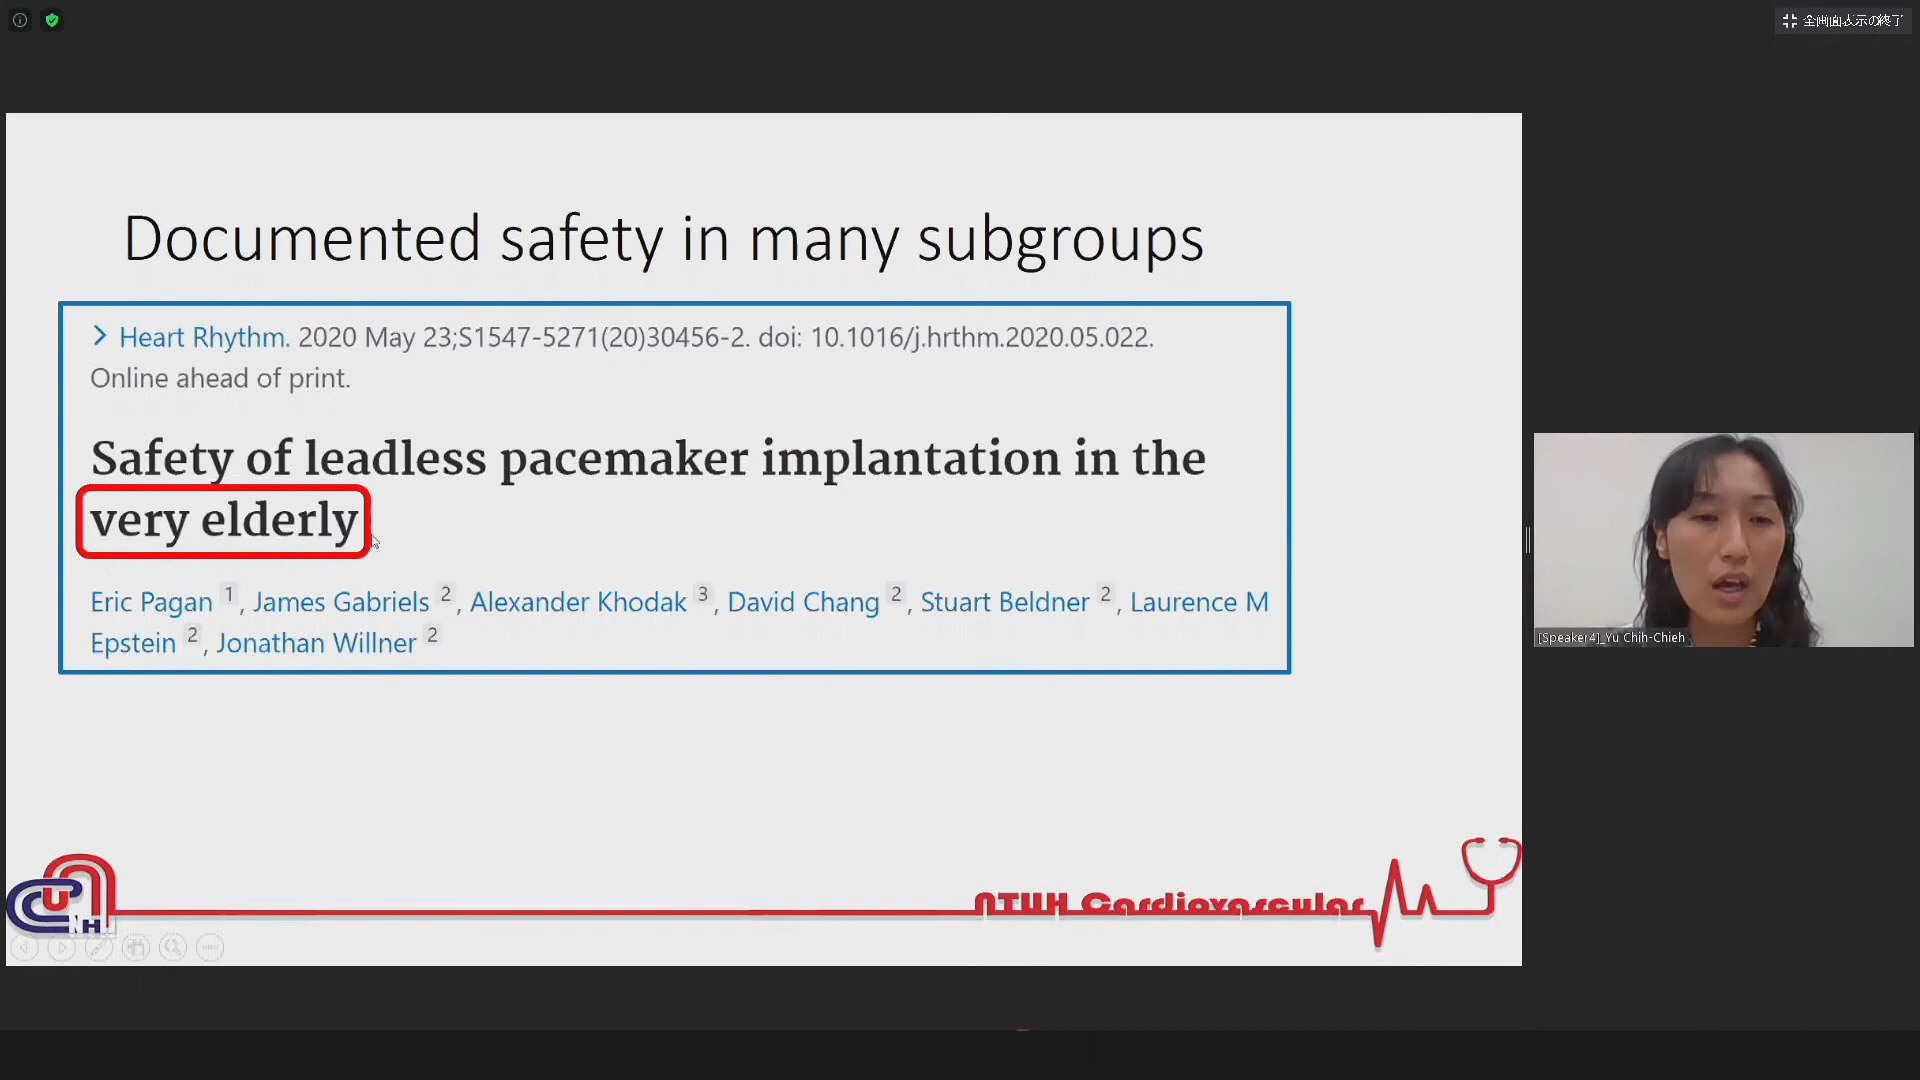 全画面表示の終了
Documented safety in many subgroups
Heart Rhythm. 2020 May 23;S1547-5271(20)30456-2. doi: 10.1016/j.hrthm.2020.05.022.
Online ahead of print.
Safety of leadless pacemaker implantation in the
very elderly
Eric Pagan 1, James Gabriels 2, Alexander Khodak 3, David Chang 2, Stuart Beldner 2, Laurence M
Epstein 2, Jonathan Willner 2
[Speaker4]_Yu Chih-Chieh
NTUH Cardiovascular